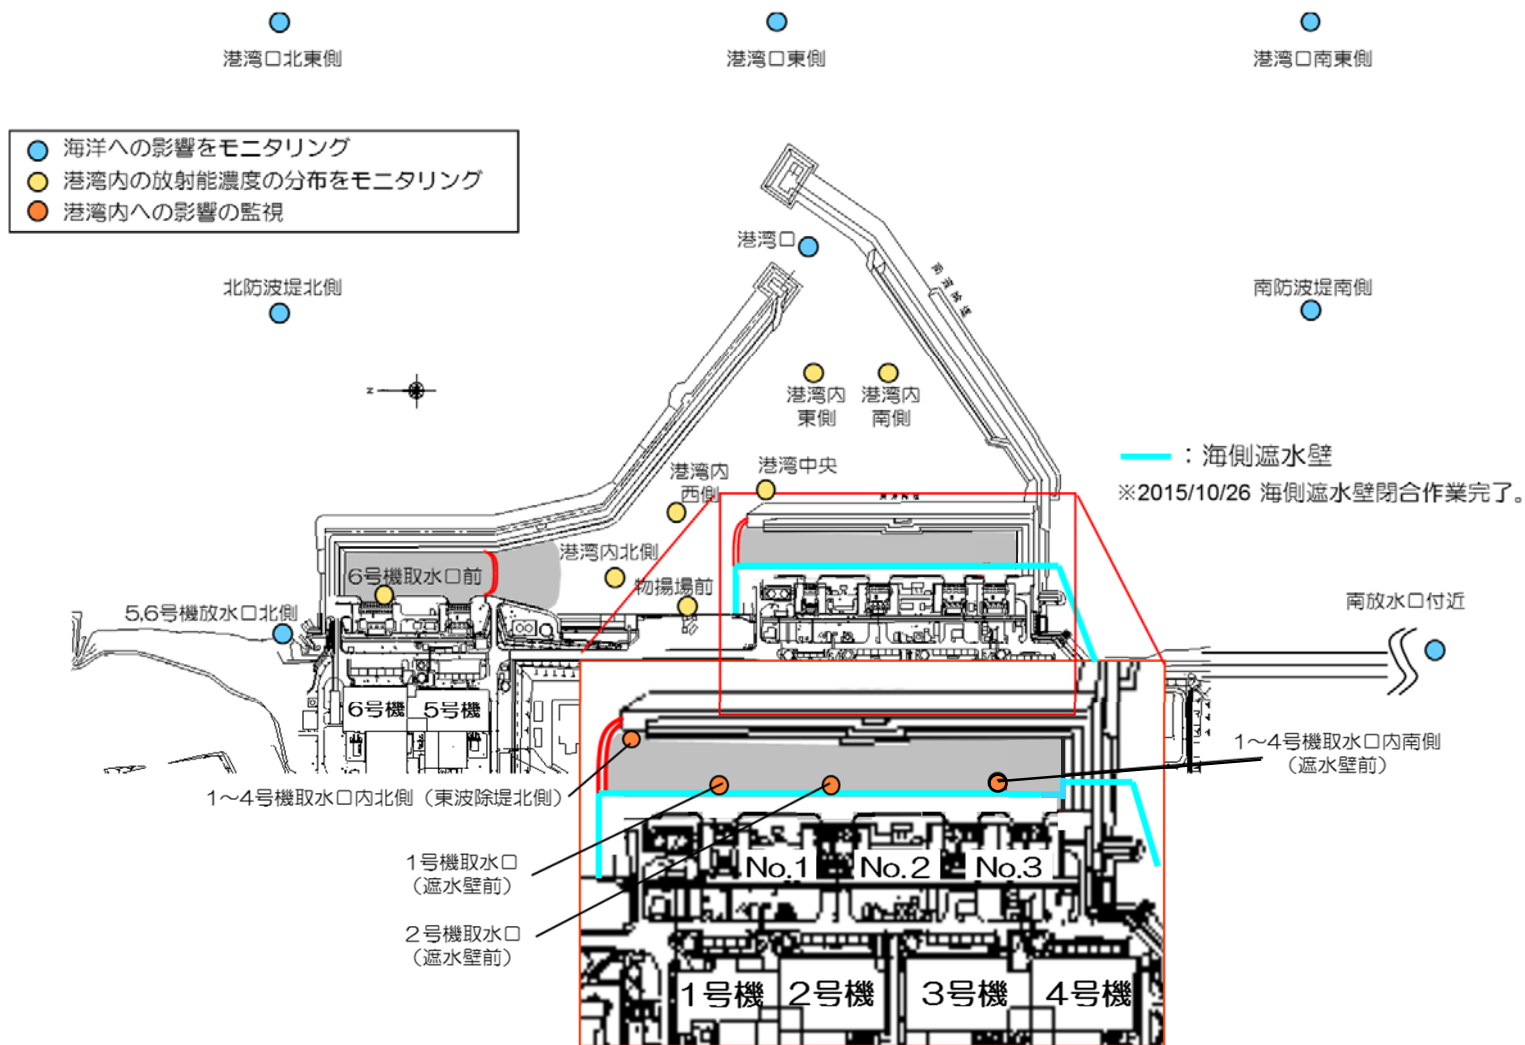 港湾口北東側
港湾口東側
港湾口南東側
海洋への影響をモニタリング
港湾内の放射能濃度の分布をモニタリング
港湾内への影響の監視
港湾口
北防波堤北側
南防波堤南側
N
港湾内
東側
港湾内
南側
：海側遮水壁
※2015/10/26 海側遮水壁閉合作業完了。
港湾内
西側
港湾中央
港湾内北側
6号機取水口前
物揚場前
5,6号機放水口北側
南放水口付近
6号機
5号機
1～4号機取水口内南側
（遮水壁前）
1～4号機取水口内北側（東波除堤北側）
1号機取水口
（遮水壁前）
No.1
No.2
No.3
2号機取水口
（遮水壁前）
1号機
2号機
3号機
4号機